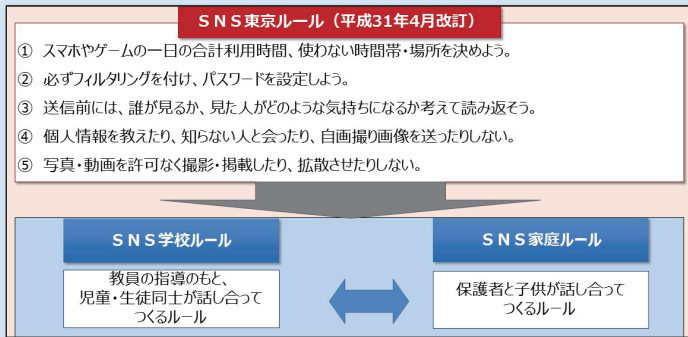 SNS東京ルール（平成31年4月改訂）
① スマホやゲームの一日の合計利用時間、使わない時間帯・場所を決めよう。
② 必ずフィルタリングを付け、パスワードを設定しよう。
③ 送信前には、誰が見るか、見た人がどのような気持ちになるか考えて読み返そう。
④ 個人情報を教えたり、知らない人と会ったり、自画撮り画像を送ったりしない。
⑤ 写真・動画を許可なく撮影・掲載したり、拡散させたりしない。
SNS学校ルール
教員の指導のもと、
児童・生徒同士が話し合って
つくるルール
SNS家庭ルール
保護者と子供が話し合って
つくるルール